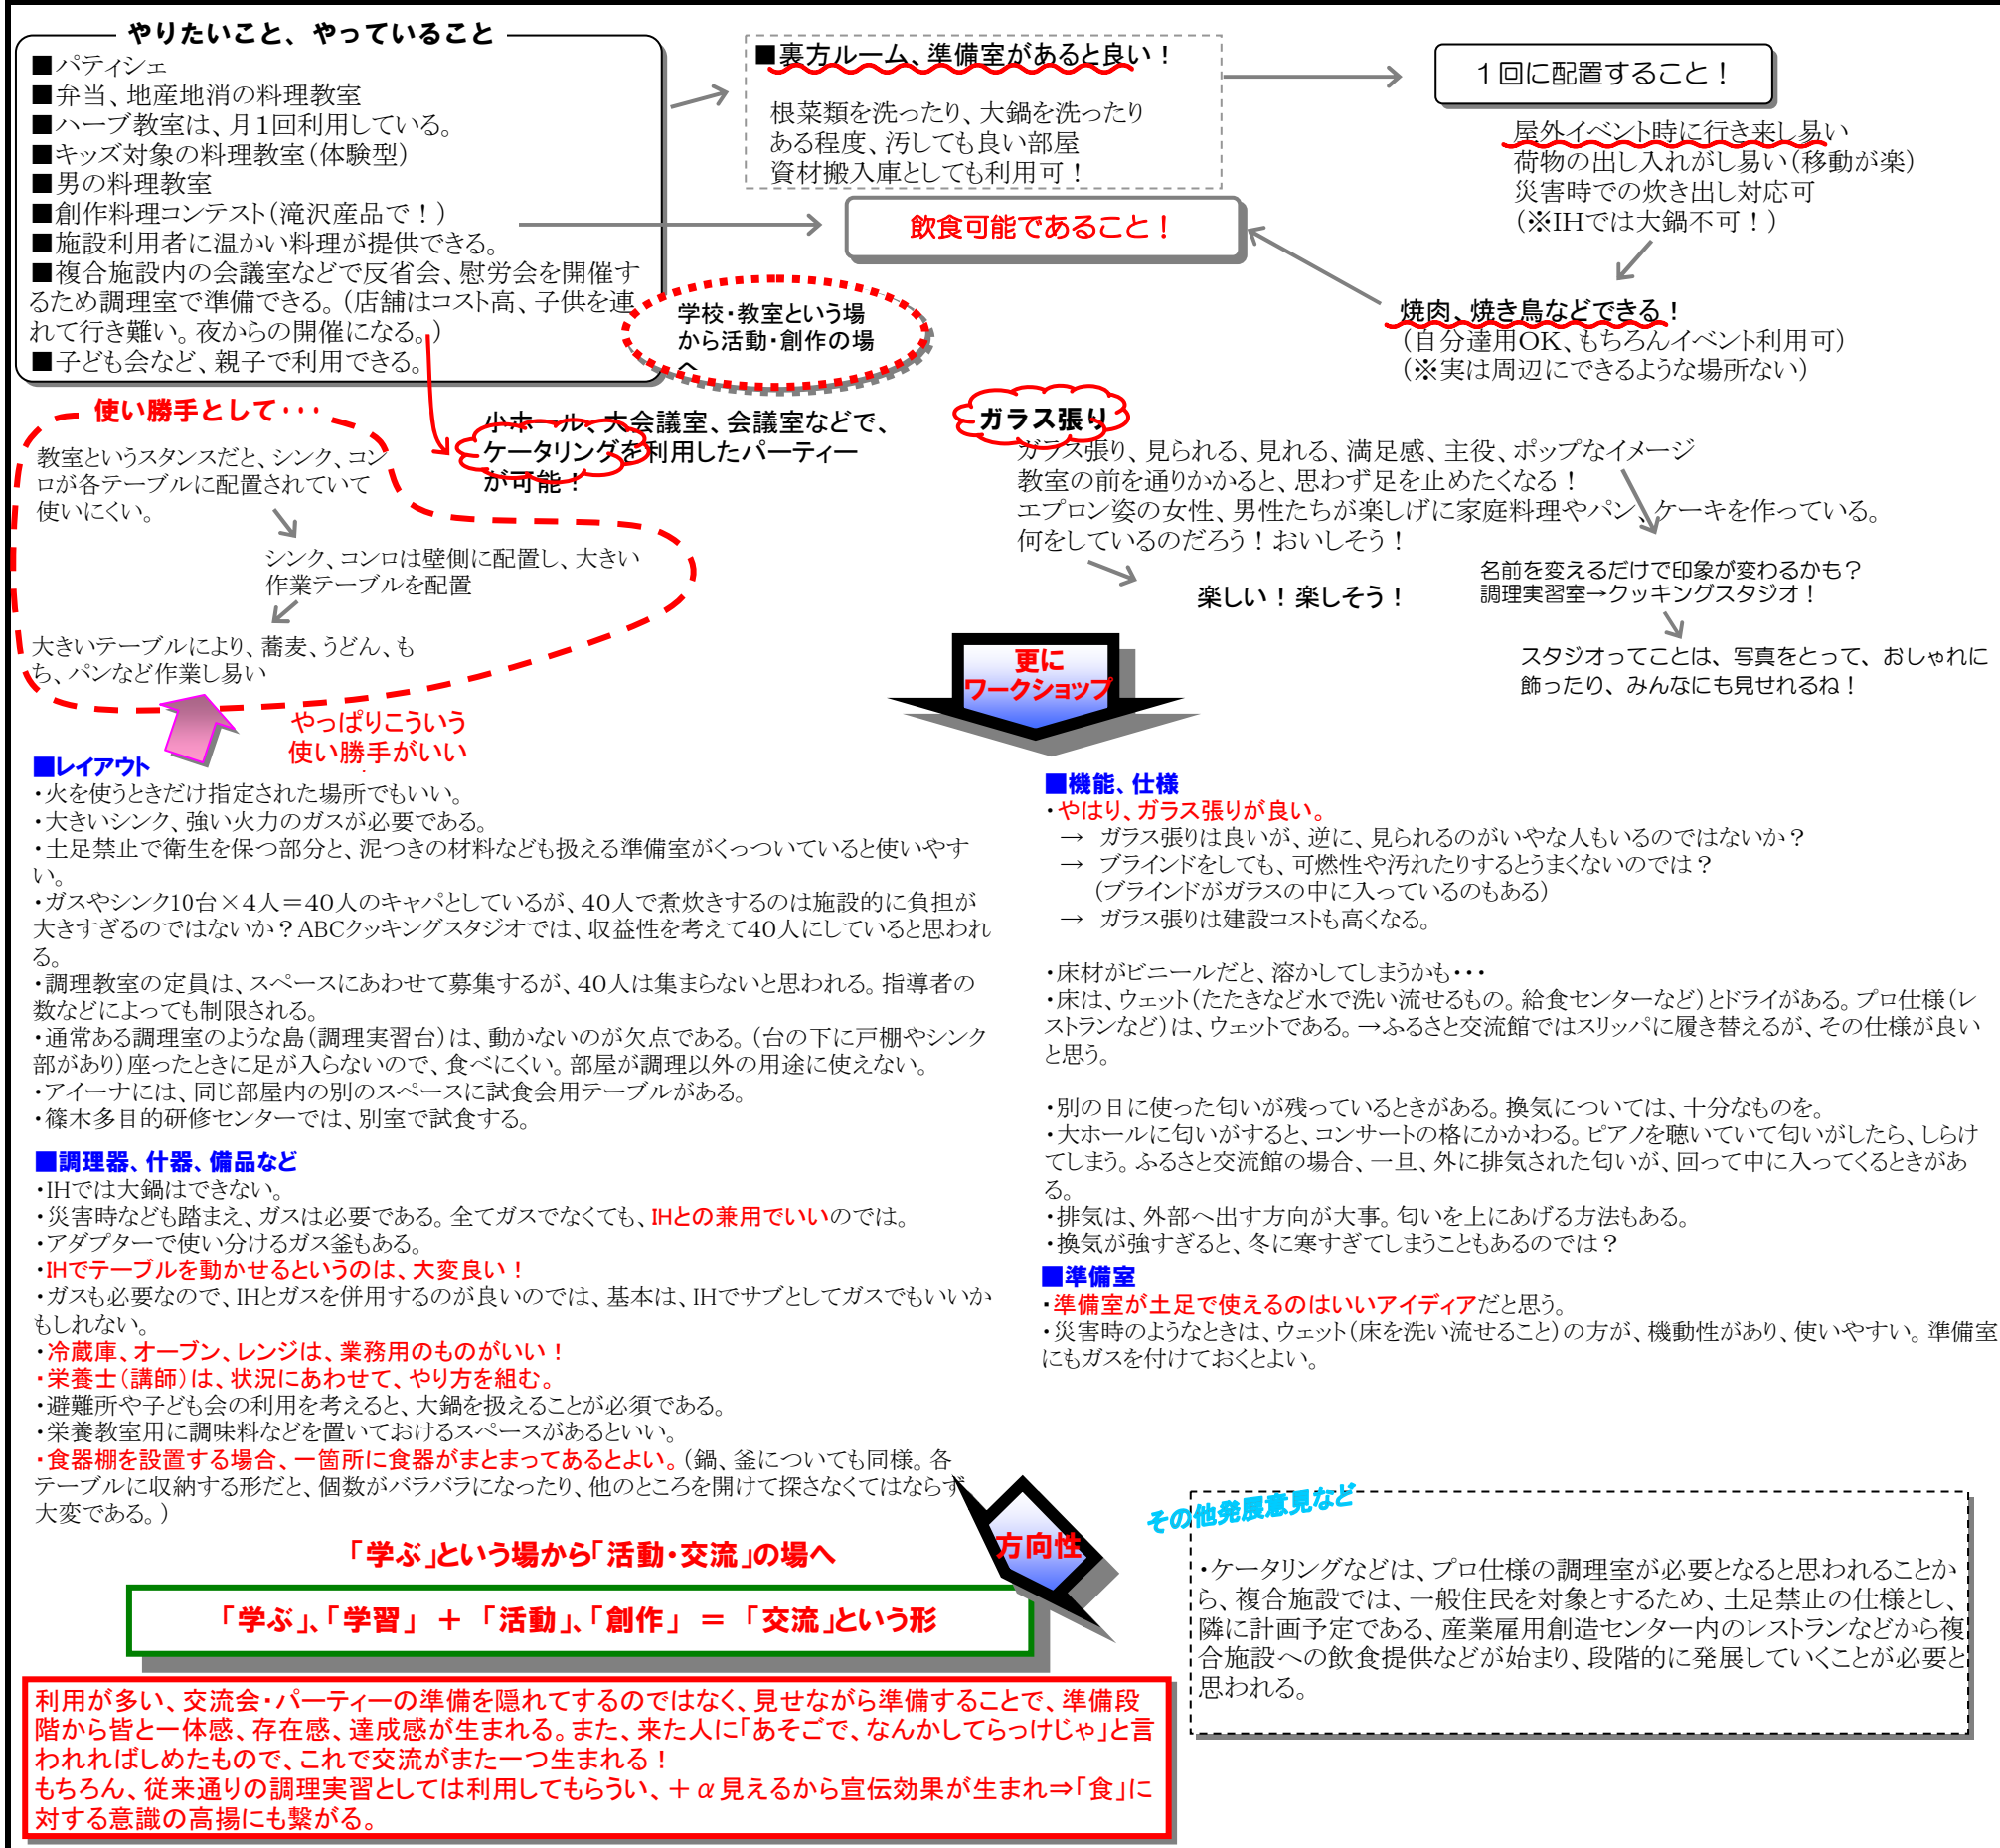 やりたいこと、やっていること
■パティシェ
■弁当、地産地消の料理教室
■ハーブ教室は、月１回利用している。
■キッズ対象の料理教室（体験型）
■男の料理教室
■創作料理コンテスト（滝沢産品で！）
■施設利用者に温かい料理が提供できる。
■複合施設内の会議室などで反省会、慰労会を開催す
るため調理室で準備できる。（店舗はコスト高、子供を連
れて行き難い。夜からの開催になる。）
■子ども会など、親子で利用できる。
■裏方ルーム、準備室があると良い！
根菜類を洗ったり、大鍋を洗ったり
ある程度、汚しても良い部屋
資材搬入庫としても利用可！
１回に配置すること！
屋外イベント時に行き来し易い
荷物の出し入れがし易い（移動が楽）
災害時での炊き出し対応可
（※IHでは大鍋不可！）
飲食可能であること！
焼肉、焼き鳥などできる！
（自分達用OK、もちろんイベント利用可）
（※実は周辺にできるような場所ない）
学校・教室という場
から活動・創作の場
へ
使い勝手として・・・
教室というスタンスだと、シンク、コン
ロが各テーブルに配置されていて
使いにくい。
シンク、コンロは壁側に配置し、大きい
作業テーブルを配置
大きいテーブルにより、蕎麦、うどん、も
ち、パンなど作業し易い
小ホール、大会議室、会議室などで、
ケータリングを利用したパーティー
が可能！
ガラス張り
ガラス張り、見られる、見れる、満足感、主役、ポップなイメージ
教室の前を通りかかると、思わず足を止めたくなる！
エプロン姿の女性、男性たちが楽しげに家庭料理やパン、ケーキを作っている。
何をしているのだろう！おいしそう！
楽しい！楽しそう！
名前を変えるだけで印象が変わるかも？
調理実習室→クッキングスタジオ！
スタジオってことは、写真をとって、おしゃれに
飾ったり、みんなにも見せれるね！
更に
ワークショップ
やっぱりこういう
使い勝手がいい
■レイアウト
・火を使うときだけ指定された場所でもいい。
・大きいシンク、強い火力のガスが必要である。
・土足禁止で衛生を保つ部分と、泥つきの材料なども扱える準備室がくっついていると使いやす
い。
・ガスやシンク10台×４人＝４０人のキャパとしているが、４０人で煮炊きするのは施設的に負担が
大きすぎるのではないか？ABCクッキングスタジオでは、収益性を考えて４０人にしていると思われ
る。
・調理教室の定員は、スペースにあわせて募集するが、４０人は集まらないと思われる。指導者の
数などによっても制限される。
・通常ある調理室のような島（調理実習台）は、動かないのが欠点である。（台の下に戸棚やシンク
部があり）座ったときに足が入らないので、食べにくい。部屋が調理以外の用途に使えない。
・アイーナには、同じ部屋内の別のスペースに試食会用テーブルがある。
・篠木多目的研修センターでは、別室で試食する。
■調理器、什器、備品など
・IHでは大鍋はできない。
・災害時なども踏まえ、ガスは必要である。全てガスでなくても、IHとの兼用でいいのでは。
・アダプターで使い分けるガス釜もある。
・IHでテーブルを動かせるというのは、大変良い！
・ガスも必要なので、IHとガスを併用するのが良いのでは、基本は、IHでサブとしてガスでもいいか
もしれない。
・冷蔵庫、オーブン、レンジは、業務用のものがいい！
・栄養士（講師）は、状況にあわせて、やり方を組む。
・避難所や子ども会の利用を考えると、大鍋を扱えることが必須である。
・栄養教室用に調味料などを置いておけるスペースがあるといい。
・食器棚を設置する場合、一箇所に食器がまとまってあるとよい。（鍋、釜についても同様。各
テーブルに収納する形だと、個数がバラバラになったり、他のところを開けて探さなくてはならず
大変である。）
■機能、仕様
・やはり、ガラス張りが良い。
→ ガラス張りは良いが、逆に、見られるのがいやな人もいるのではないか？
→ ブラインドをしても、可燃性や汚れたりするとうまくないのでは？
（ブラインドがガラスの中に入っているのもある）
→ ガラス張りは建設コストも高くなる。
・床材がビニールだと、溶かしてしまうかも・・・
・床は、ウェット（たたきなど水で洗い流せるもの。給食センターなど）とドライがある。プロ仕様（レ
ストランなど）は、ウェットである。→ふるさと交流館ではスリッパに履き替えるが、その仕様が良い
と思う。
・別の日に使った匂いが残っているときがある。換気については、十分なものを。
・大ホールに匂いがすると、コンサートの格にかかわる。ピアノを聴いていて匂いがしたら、しらけ
てしまう。ふるさと交流館の場合、一旦、外に排気された匂いが、回って中に入ってくるときがあ
る。
・排気は、外部へ出す方向が大事。匂いを上にあげる方法もある。
・換気が強すぎると、冬に寒すぎてしまうこともあるのでは？
■準備室
・準備室が土足で使えるのはいいアイディアだと思う。
・災害時のようなときは、ウェット（床を洗い流せること）の方が、機動性があり、使いやすい。準備室
にもガスを付けておくとよい。
方向性
「学ぶ」という場から「活動・交流」の場へ
「学ぶ」、「学習」 ＋ 「活動」、「創作」 ＝ 「交流」という形
利用が多い、交流会・パーティーの準備を隠れてするのではなく、見せながら準備することで、準備段
階から皆と一体感、存在感、達成感が生まれる。また、来た人に「あそごで、なんかしてらっけじゃ」と言
われればしめたもので、これで交流がまた一つ生まれる！
もちろん、従来通りの調理実習としては利用してもらうい、＋α見えるから宣伝効果が生まれ⇒「食」に
対する意識の高揚にも繋がる。
その他発展意見など
・ケータリングなどは、プロ仕様の調理室が必要となると思われることか
ら、複合施設では、一般住民を対象とするため、土足禁止の仕様とし、
隣に計画予定である、産業雇用創造センター内のレストランなどから複
合施設への飲食提供などが始まり、段階的に発展していくことが必要と
思われる。